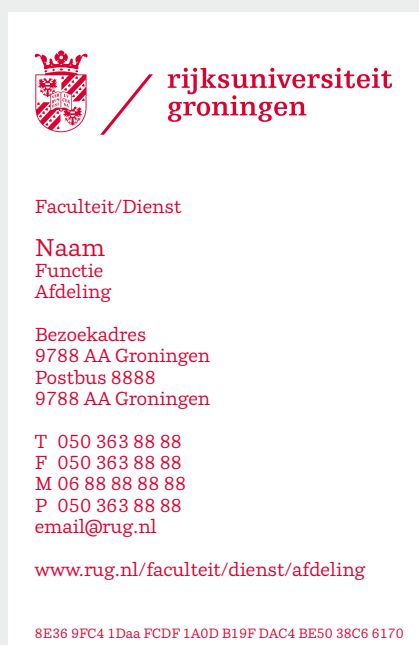 rijksuniversiteit
groningen
Faculteit/Dienst
Naam
Functie
Afdeling
Bezoekadres
9788 AA Groningen
Postbus 8888
9788 AA Groningen
T 050 363 88 88
F 050 363 88 88
M 06 88 88 88 88
P 050 363 88 88
email@rug.nl
www.rug.nl/faculteit/dienst/afdeling
8E36 9FC4 1Daa FCDF 1A0D B19F DAC4 BE50 38C6 6170